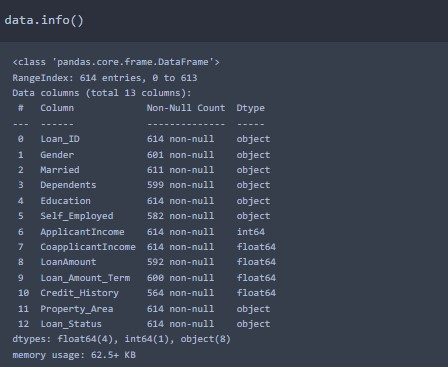 data.info()
<class 'pandas.core.frame.DataFrame'>
RangeIndex: 614 entries, 0 to 613
Data columns (total 13 columns):
 #   Column             Non-Null Count  Dtype
---  ------             --------------  -----
 0   Loan_ID            614 non-null    object
 1   Gender             601 non-null    object
 2   Married            611 non-null    object
 3   Dependents         599 non-null    object
 4   Education          614 non-null    object
 5   Self_Employed      582 non-null    object
 6   ApplicantIncome    614 non-null    int64
 7   CoapplicantIncome  614 non-null    float64
 8   LoanAmount         592 non-null    float64
 9   Loan_Amount_Term   600 non-null    float64
 10  Credit_History     564 non-null    float64
 11  Property_Area      614 non-null    object
 12  Loan_Status        614 non-null    object
dtypes: float64(4), int64(1), object(8)
memory usage: 62.5+ KB